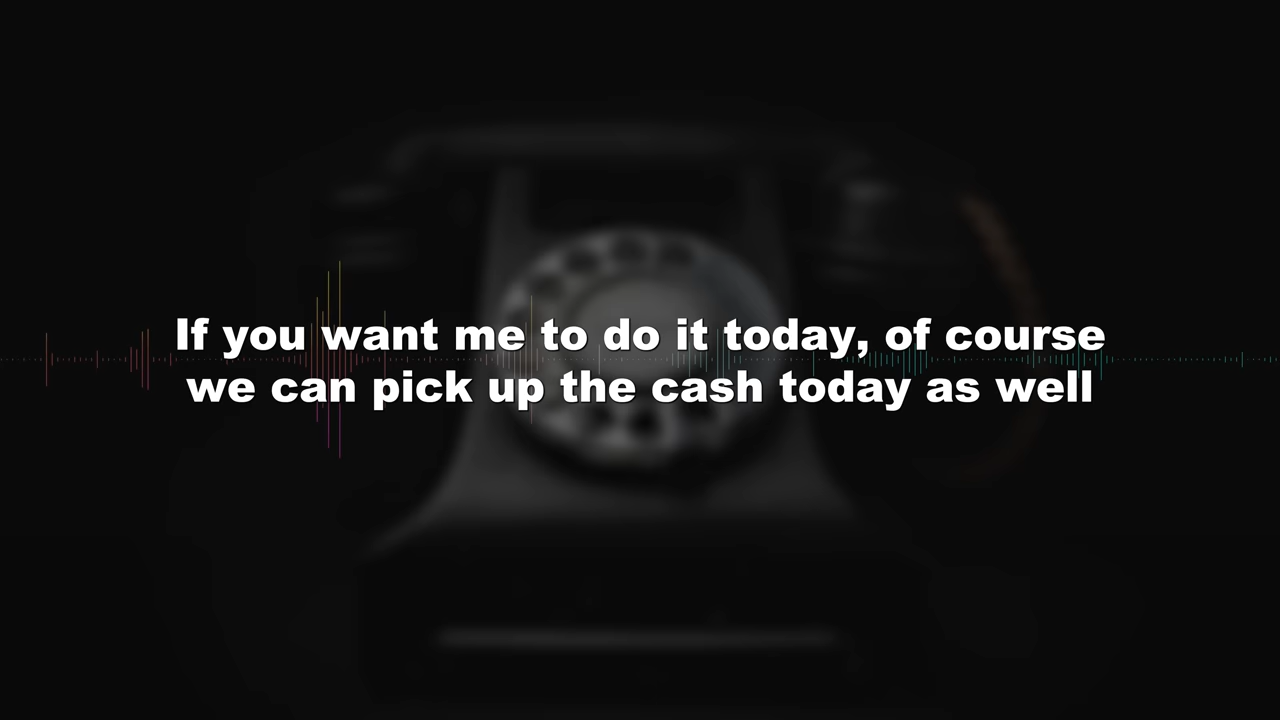 If you want me to do it today, of course
we can pick up the cash today as well